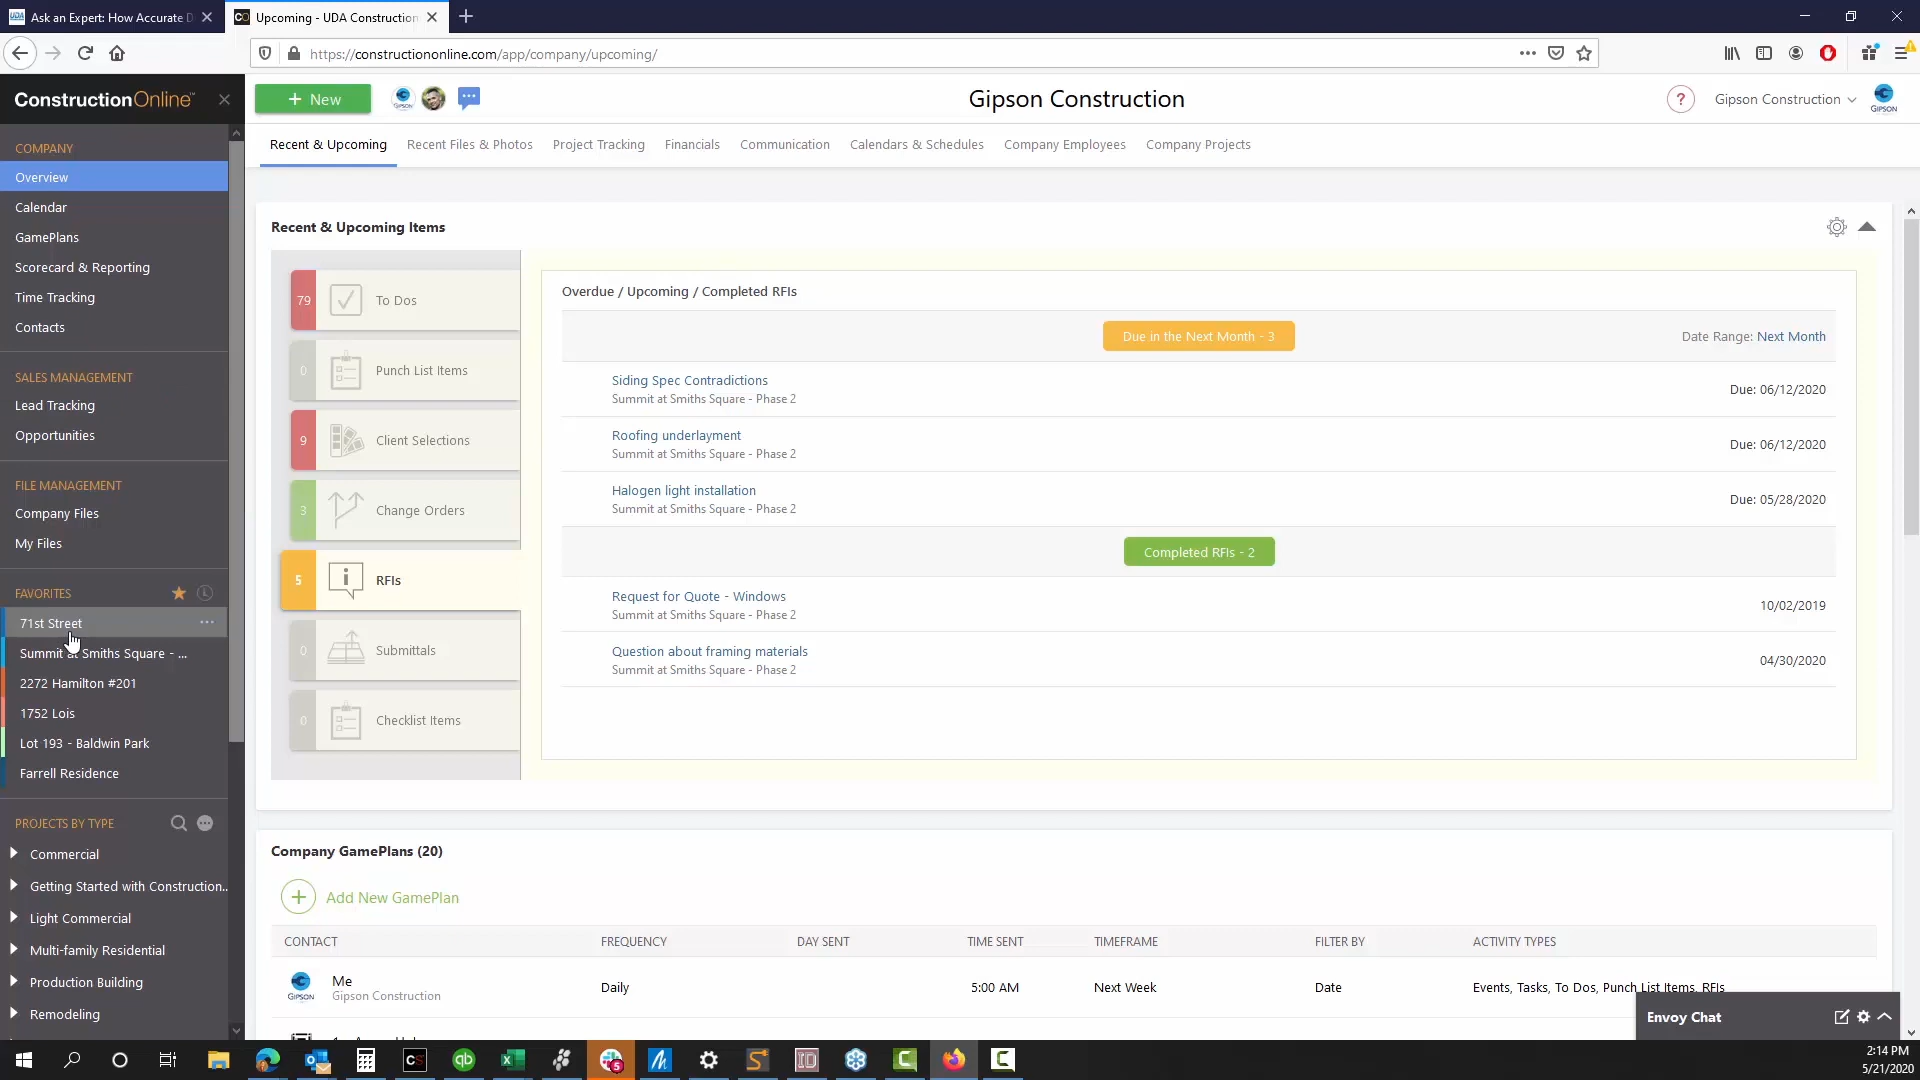 Ask an Expert: How Accurate D
Upcoming - UDA Construction
https://constructiononline.com/app/company/upcoming/
ConstructionOnline™
+ New
Gipson Construction
?
Gipson Construction
GIPSON
Recent & Upcoming
Recent Files & Photos
Project Tracking
Financials
Communication
Calendars & Schedules
Company Employees
Company Projects
COMPANY
Overview
Calendar
GamePlans
Scorecard & Reporting
Time Tracking
Contacts
SALES MANAGEMENT
Lead Tracking
Opportunities
FILE MANAGEMENT
Company Files
My Files
FAVORITES
71st Street
Summit at Smiths Square - ...
2272 Hamilton #201
1752 Lois
Lot 193 - Baldwin Park
Farrell Residence
PROJECTS BY TYPE
Commercial
Getting Started with Construction..
Light Commercial
Multi-family Residential
Production Building
Remodeling
Recent & Upcoming Items
79 To Dos
0 Punch List Items
9 Client Selections
3 Change Orders
5 RFIs
0 Submittals
0 Checklist Items
Overdue / Upcoming / Completed RFIs
Due in the Next Month - 3
Date Range: Next Month
Siding Spec Contradictions
Summit at Smiths Square - Phase 2
Due: 06/12/2020
Roofing underlayment
Summit at Smiths Square - Phase 2
Due: 06/12/2020
Halogen light installation
Summit at Smiths Square - Phase 2
Due: 05/28/2020
Completed RFIs - 2
Request for Quote - Windows
Summit at Smiths Square - Phase 2
10/02/2019
Question about framing materials
Summit at Smiths Square - Phase 2
04/30/2020
Company GamePlans (20)
Add New GamePlan
CONTACT FREQUENCY DAY SENT TIME SENT TIMEFRAME FILTER BY ACTIVITY TYPES
GIPSON
Me
Gipson Construction
Daily
5:00 AM
Next Week
Date
Events, Tasks, To Dos, Punch List Items, RFIs
Envoy Chat
2:14 PM
5/21/2020